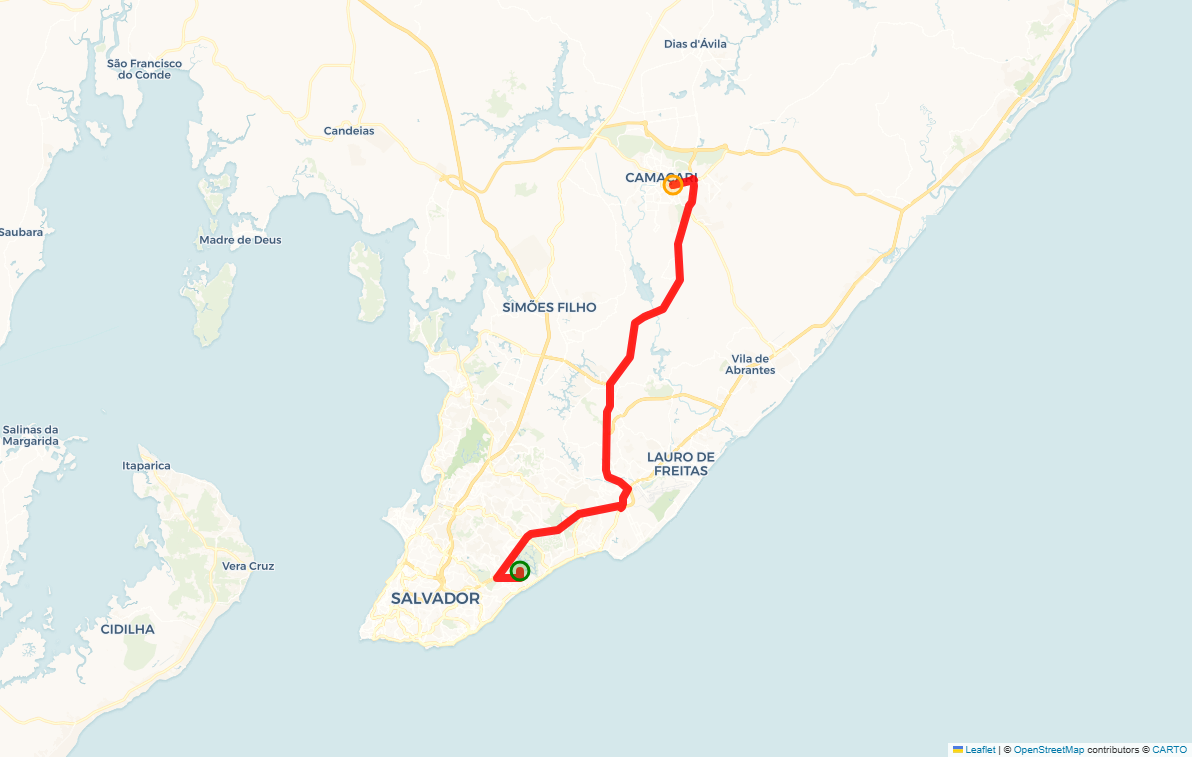 Dias d'Ávila
São Francisco
do Conde
Candeias
CAMAÇARI
Saubara
Madre de Deus
SIMÕES FILHO
Vila de
Abrantes
Salinas da
Margarida
LAURO DE
FREITAS
Itaparica
Vera Cruz
SALVADOR
CIDILHA
Leaflet | © OpenStreetMap contributors © CARTO